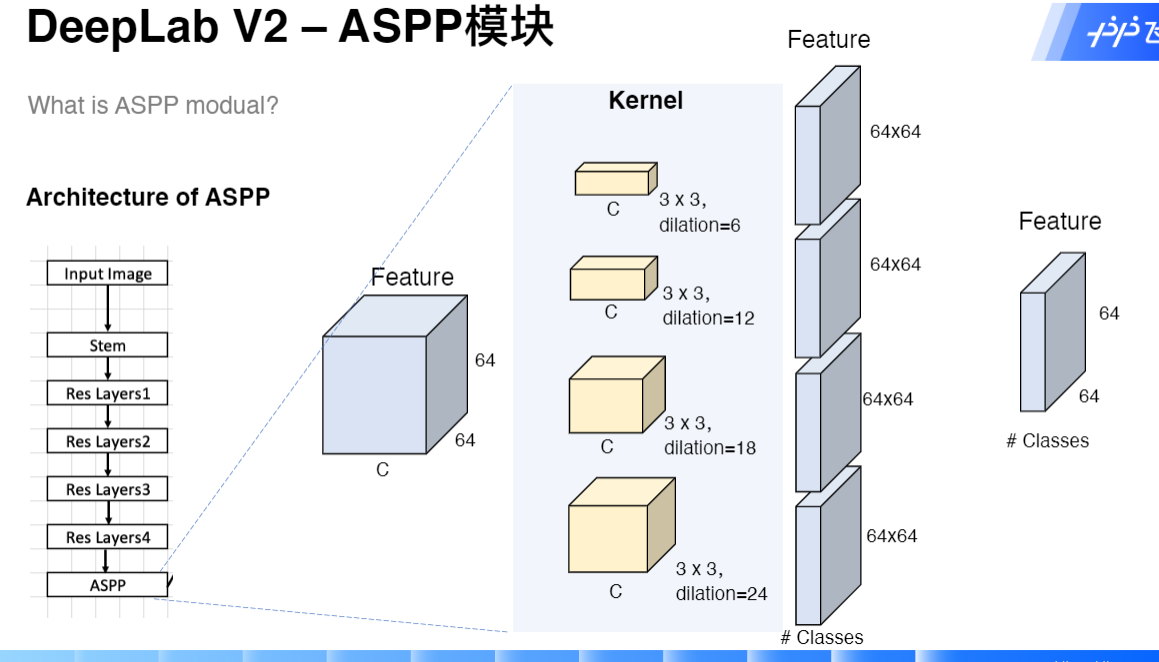 DeepLab V2 – ASPP模块
What is ASPP modual?
Architecture of ASPP
Input Image
Stem
Res Layers1
Res Layers2
Res Layers3
Res Layers4
ASPP
Feature
64
64
C
Kernel
C
3 x 3,
dilation=6
C
3 x 3,
dilation=12
C
3 x 3,
dilation=18
C
3 x 3,
dilation=24
Feature
64x64
64x64
64x64
64x64
# Classes
Feature
64
64
# Classes
飞